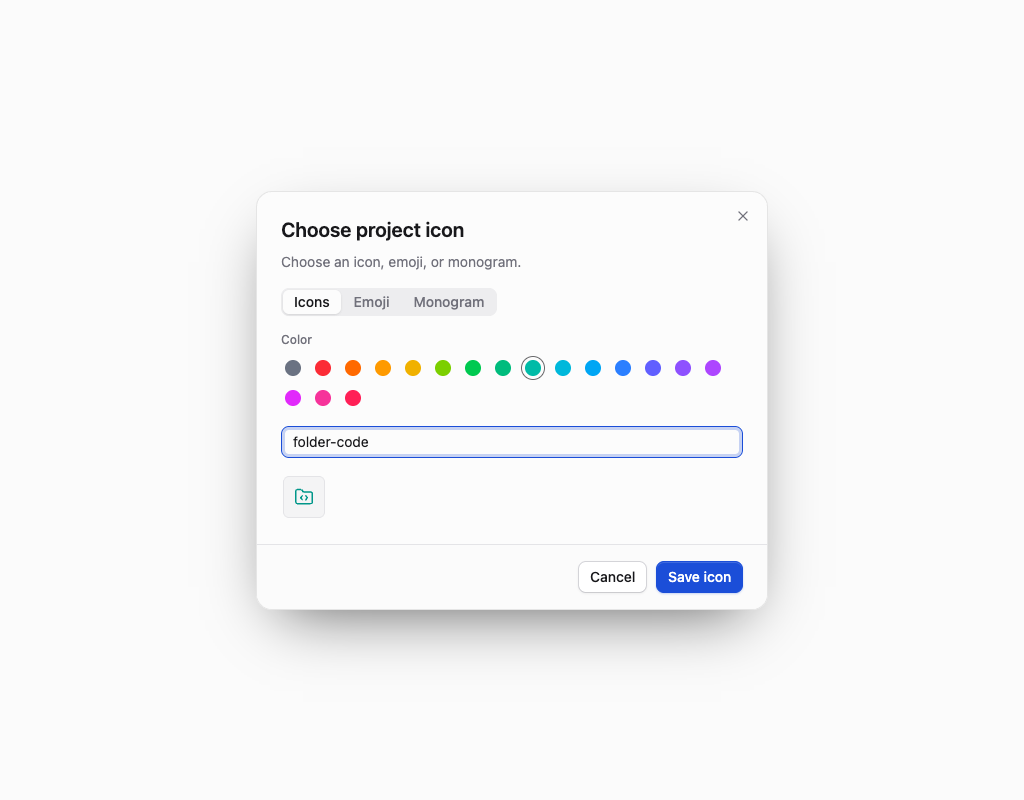 Choose project icon
Choose an icon, emoji, or monogram.
Icons Emoji Monogram
Color
folder-code
Cancel Save icon